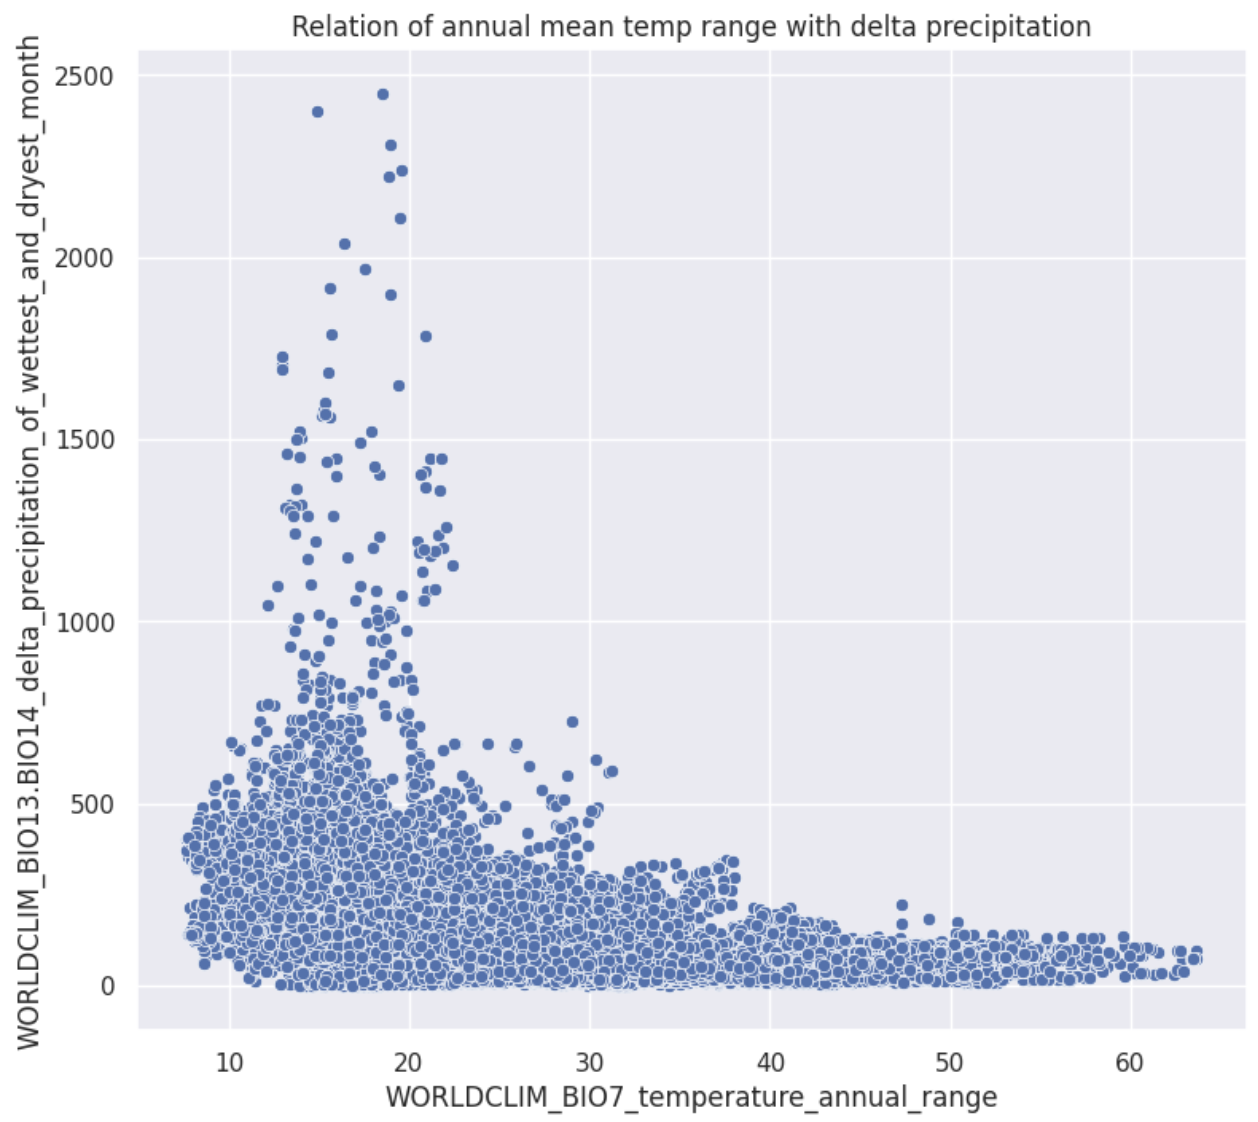 Relation of annual mean temp range with delta precipitation
WORLDCLIM_BIO13.BIO14_delta_precipitation_of_wettest_and_dryest_month
2500
2000
1500
1000
500
0
10 20 30 40 50 60
WORLDCLIM_BIO7_temperature_annual_range